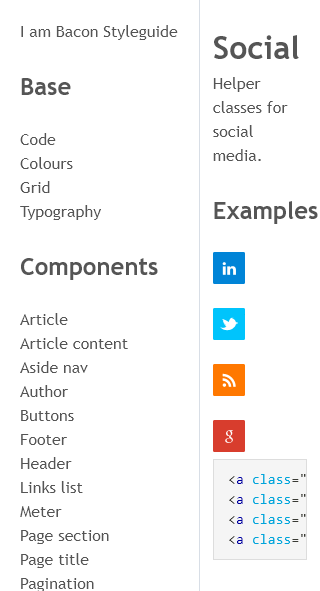 I am Bacon Styleguide
Base
Code
Colours
Grid
Typography
Components
Article
Article content
Aside nav
Author
Buttons
Footer
Header
Links list
Meter
Page section
Page title
Pagination
Social
Helper
classes for
social
media.
Examples
in
g
<a class="
<a class="
<a class="
<a class="